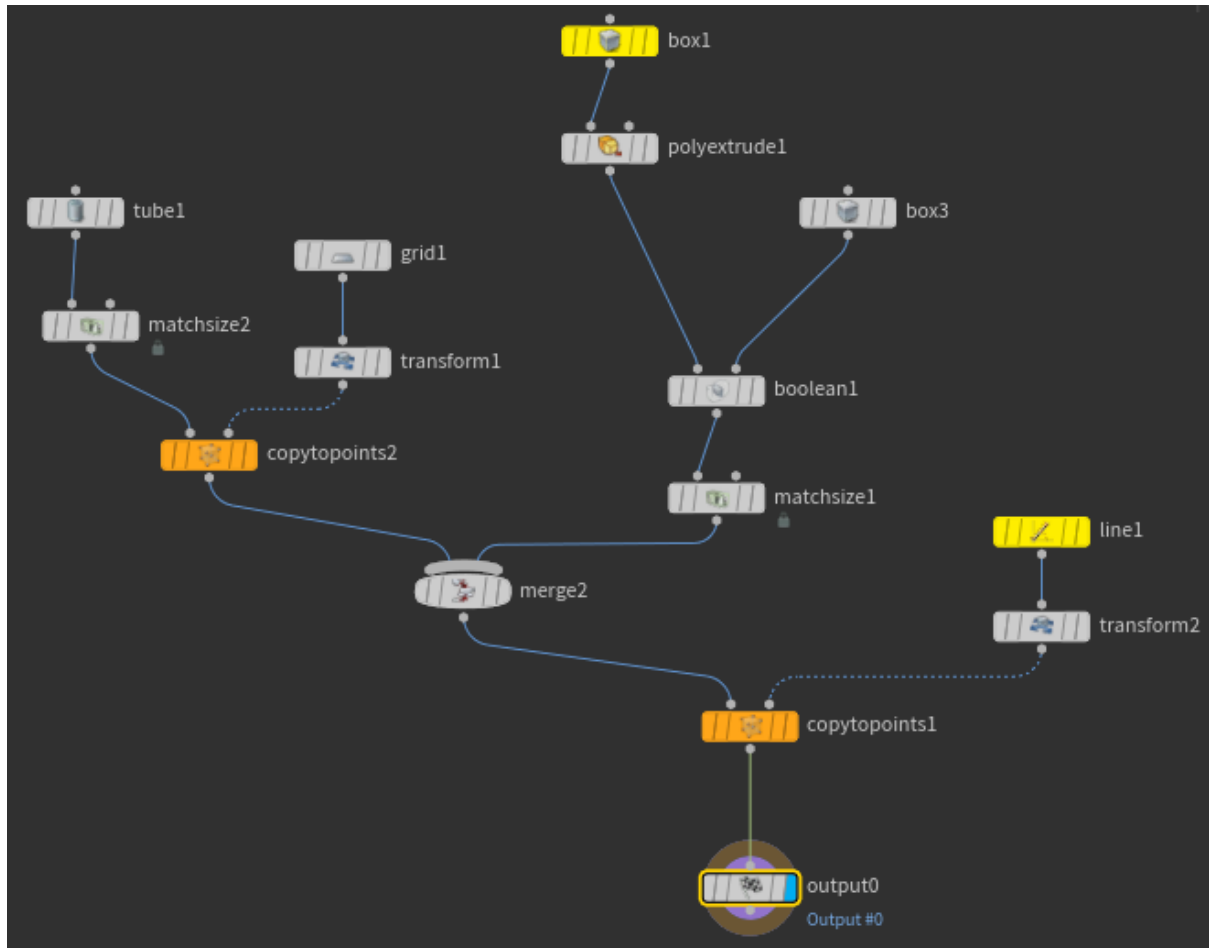 box1
polyextrude1
tube1
box3
grid1
matchsize2
transform1
boolean1
copytopoints2
matchsize1
line1
merge2
transform2
copytopoints1
output0
Output #0